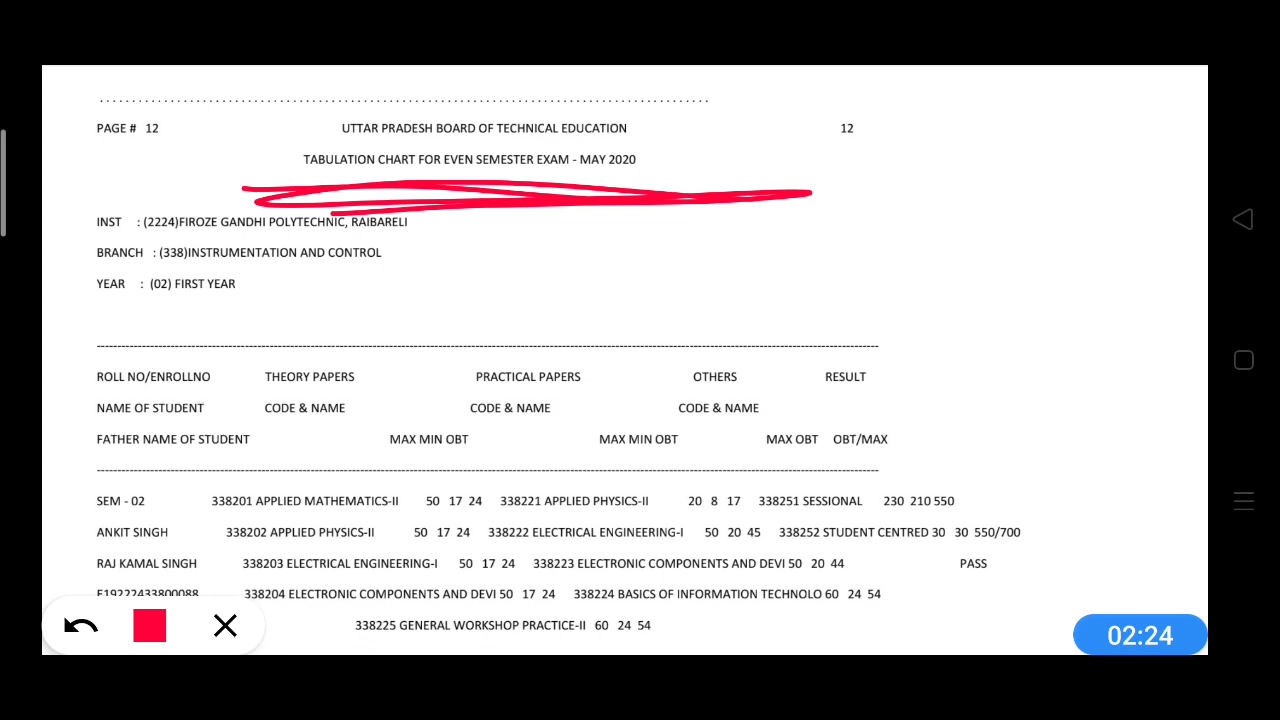 ................................................................................................
PAGE # 12 UTTAR PRADESH BOARD OF TECHNICAL EDUCATION 12
TABULATION CHART FOR EVEN SEMESTER EXAM - MAY 2020
INST : (2224)FIROZE GANDHI POLYTECHNIC, RAIBARELI
BRANCH : (338)INSTRUMENTATION AND CONTROL
YEAR : (02) FIRST YEAR
ROLL NO/ENROLLNO THEORY PAPERS PRACTICAL PAPERS OTHERS RESULT
NAME OF STUDENT CODE & NAME CODE & NAME CODE & NAME
FATHER NAME OF STUDENT MAX MIN OBT MAX MIN OBT MAX OBT OBT/MAX
SEM - 02 338201 APPLIED MATHEMATICS-II 50 17 24 338221 APPLIED PHYSICS-II 20 8 17 338251 SESSIONAL 230 210 550
ANKIT SINGH 338202 APPLIED PHYSICS-II 50 17 24 338222 ELECTRICAL ENGINEERING-I 50 20 45 338252 STUDENT CENTRED 30 30 550/700
RAJ KAMAL SINGH 338203 ELECTRICAL ENGINEERING-I 50 17 24 338223 ELECTRONIC COMPONENTS AND DEVI 50 20 44 PASS
E19222433800088 338204 ELECTRONIC COMPONENTS AND DEVI 50 17 24 338224 BASICS OF INFORMATION TECHNOLO 60 24 54
338225 GENERAL WORKSHOP PRACTICE-II 60 24 54
02:24